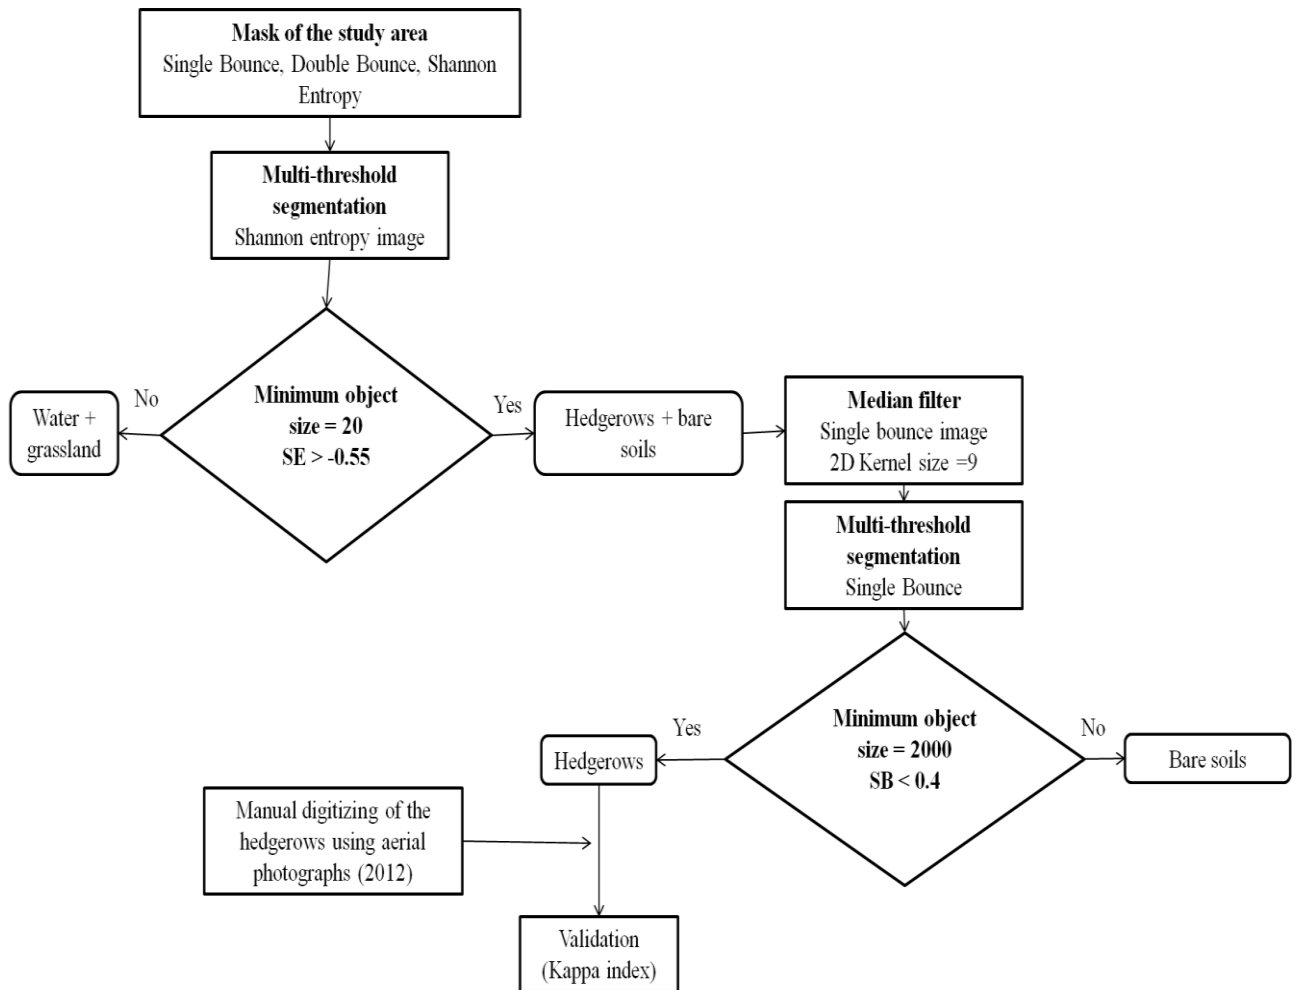 Mask of the study area
Single Bounce, Double Bounce, Shannon
Entropy
Multi-threshold
segmentation
Shannon entropy image
Minimum object
size = 20
SE > -0.55
No
Water +
grassland
Yes
Hedgerows + bare
soils
Median filter
Single bounce image
2D Kernel size =9
Multi-threshold
segmentation
Single Bounce
Minimum object
size = 2000
SB < 0.4
No
Bare soils
Yes
Hedgerows
Manual digitizing of the
hedgerows using aerial
photographs (2012)
Validation
(Kappa index)